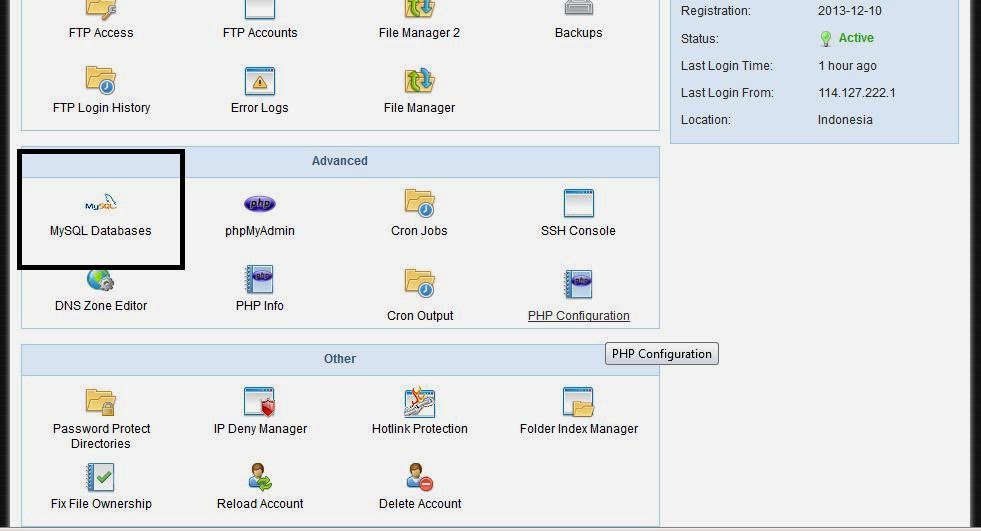 FTP Access FTP Accounts File Manager 2 Backups
FTP Login History Error Logs File Manager
Advanced
MySQL php
MySQL Databases phpMyAdmin Cron Jobs SSH Console
php php
DNS Zone Editor PHP Info Cron Output PHP Configuration
PHP Configuration
Other
Password Protect Directories IP Deny Manager Hotlink Protection Folder Index Manager
Fix File Ownership Reload Account Delete Account
Registration: 2013-12-10
Status: Active
Last Login Time: 1 hour ago
Last Login From: 114.127.222.1
Location: Indonesia